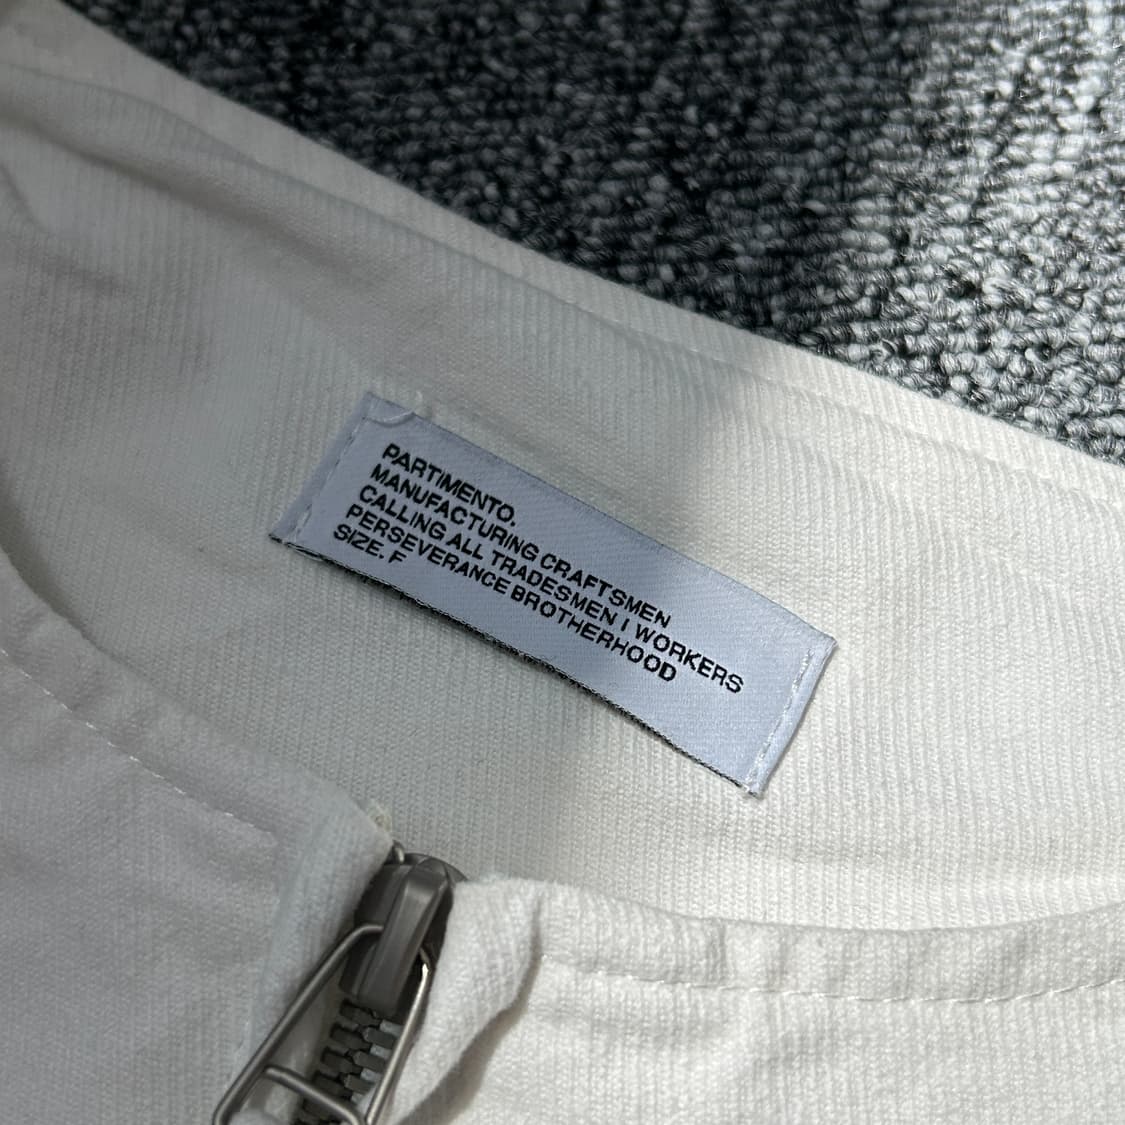 PARTIMENTO.
MANUFACTURING CRAFTSMEN
CALLING ALL TRADESMEN I WORKERS
PERSEVERANCE BROTHERHOOD
SIZE. F